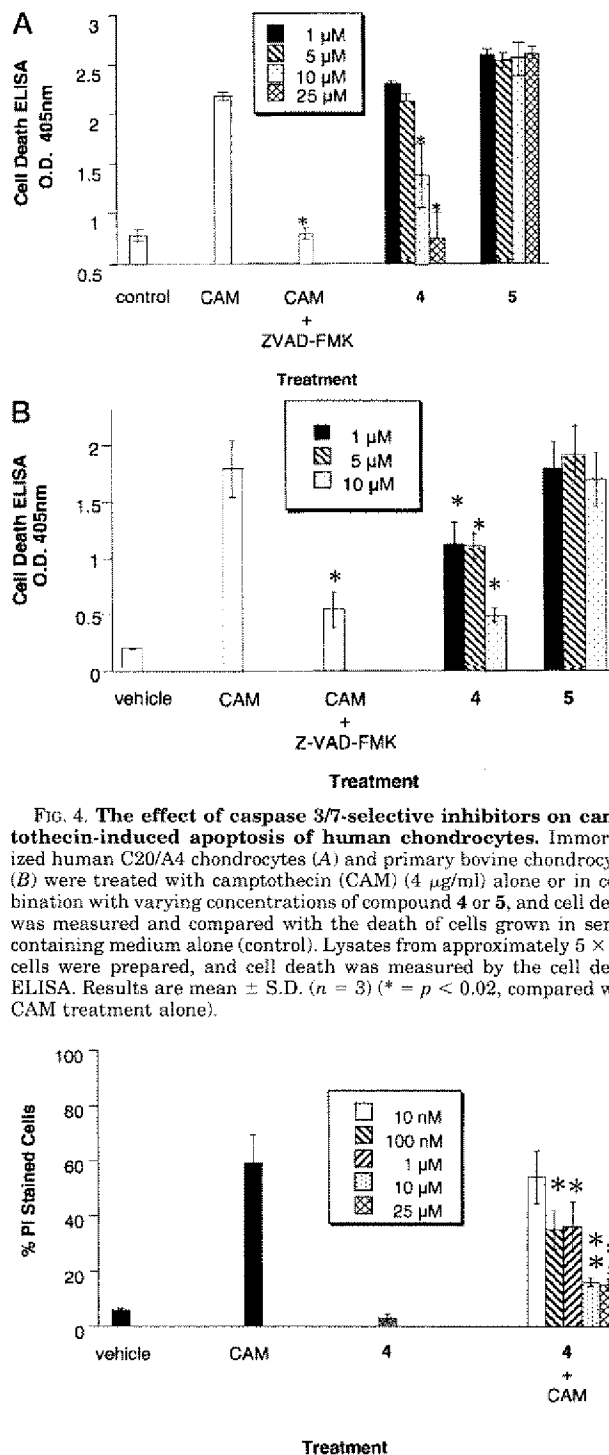 A
Cell Death ELISA
O.D. 405nm
3
2.5
2
1.5
1
0.5
1 µM
5 µM
10 µM
25 µM
*
*
*
control
CAM
CAM
+
ZVAD-FMK
4
5
Treatment
B
Cell Death ELISA
O.D. 405nm
2
1.5
1
0.5
0
1 µM
5 µM
10 µM
*
*
*
*
vehicle
CAM
CAM
+
Z-VAD-FMK
4
5
Treatment
FIG. 4. The effect of caspase 3/7-selective inhibitors on cam
tothecin-induced apoptosis of human chondrocytes. Immor
ized human C20/A4 chondrocytes (A) and primary bovine chondrocy
(B) were treated with camptothecin (CAM) (4 µg/ml) alone or in co
bination with varying concentrations of compound 4 or 5, and cell de
was measured and compared with the death of cells grown in ser
containing medium alone (control). Lysates from approximately 5 ×
cells were prepared, and cell death was measured by the cell de
ELISA. Results are mean ± S.D. (n = 3) (* = p < 0.02, compared w
CAM treatment alone).
% PI Stained Cells
100
80
60
40
20
0
10 nM
100 nM
1 µM
10 µM
25 µM
* *
*
*
vehicle
CAM
4
4
+
CAM
Treatment